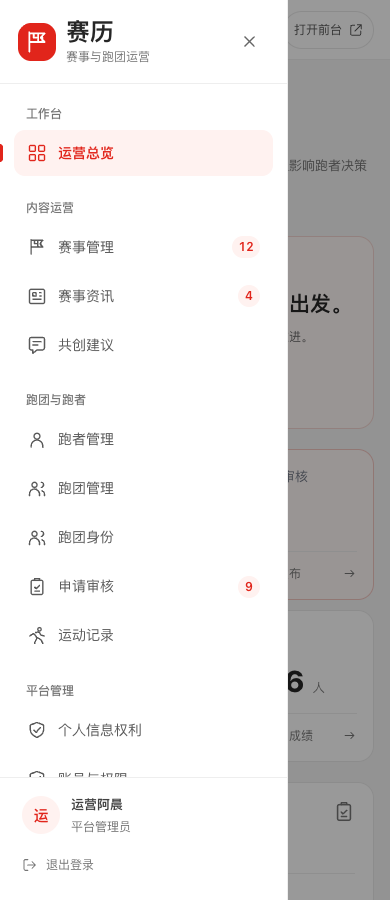 赛历
赛事与跑团运营
打开前台
工作台
运营总览
影响跑者决策
内容运营
赛事管理
12
赛事资讯
4
出发。
进。
共创建议
跑团与跑者
跑者管理
审核
跑团管理
跑团身份
申请审核
9
布
运动记录
平台管理
6 人
个人信息权利
成绩
账号与权限
运
运营阿晨
平台管理员
退出登录